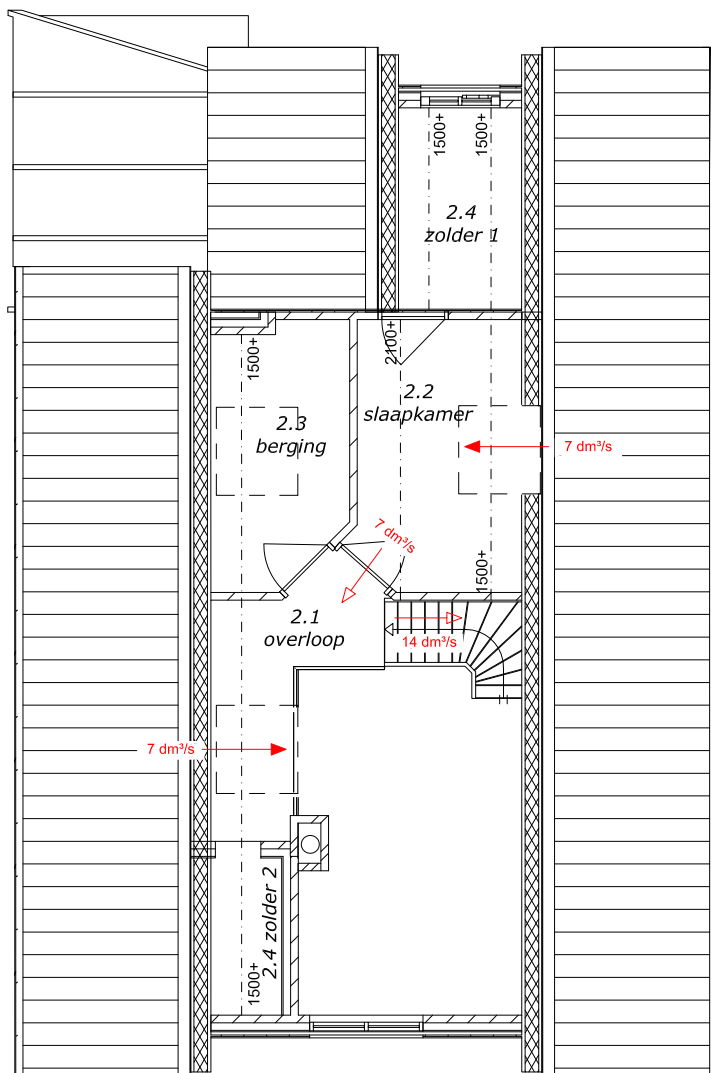 1500+
1500+
2.4
zolder 1
1500+
2100+
2.2
slaapkamer
2.3
berging
7 dm³/s
7 dm³/s
1500+
2.1
overloop
14 dm³/s
7 dm³/s
2.4 zolder 2
1500+